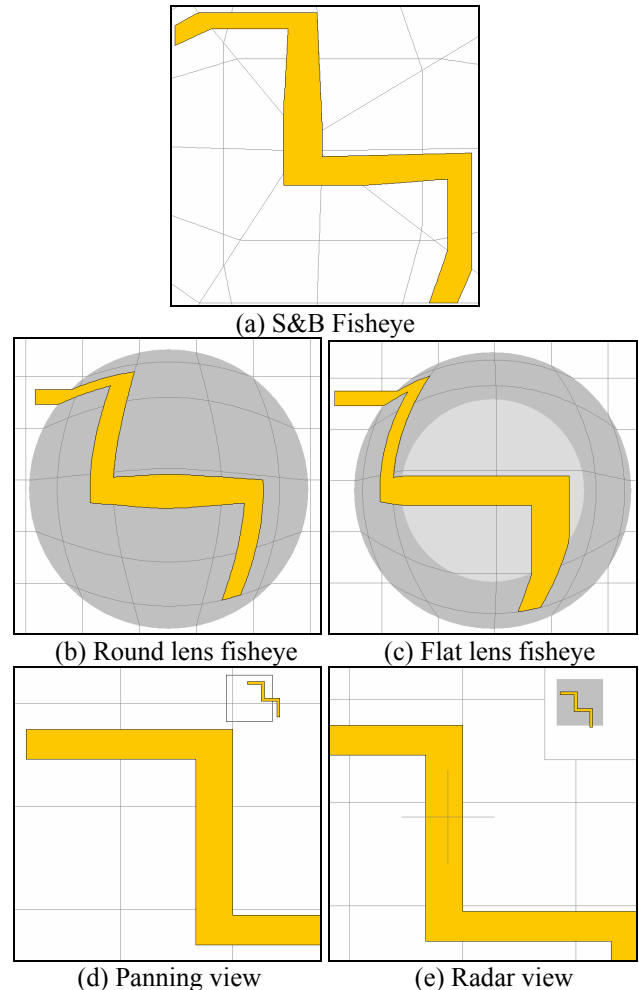 (a) S&B Fisheye
(b) Round lens fisheye
(c) Flat lens fisheye
(d) Panning view
(e) Radar view